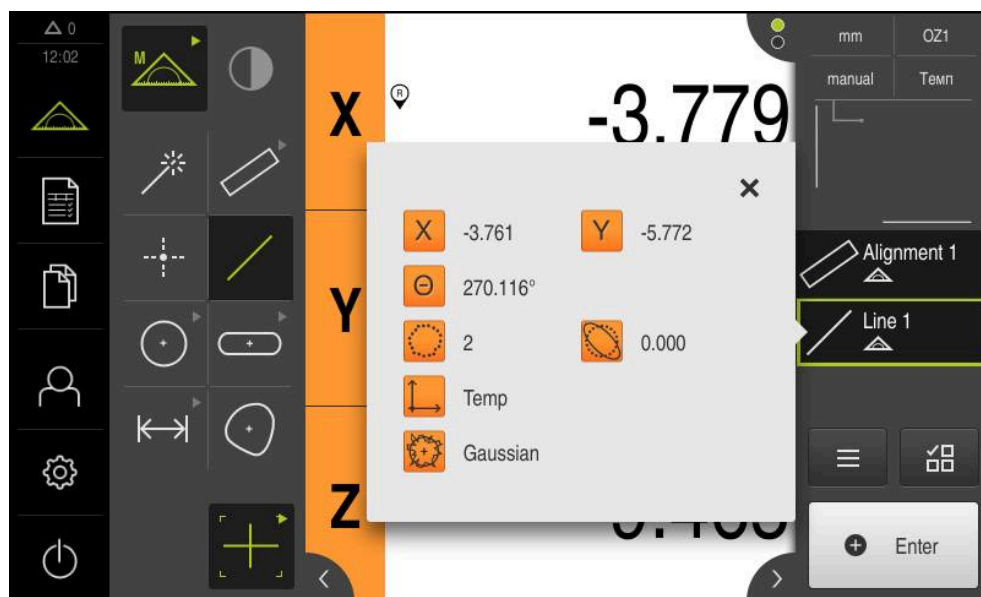 0
12:02
M
X
R
-3.779
mm
OZ1
manual
Темп
X
-3.761
Y
-5.772
Θ
270.116°
2
0.000
Temp
Gaussian
Y
Z
Alignment 1
Line 1
Enter